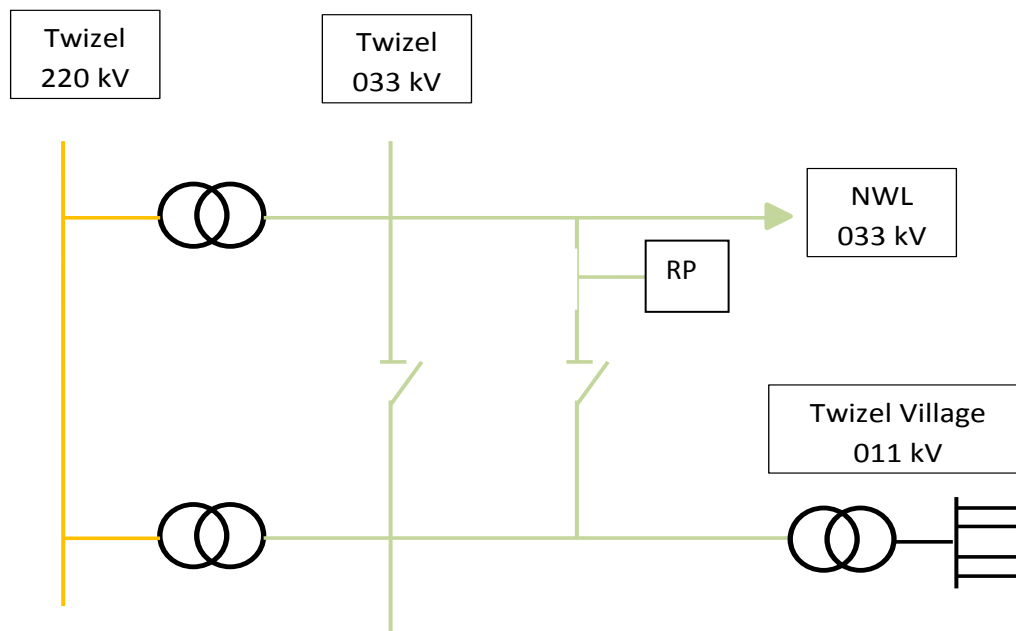 Twizel
220 kV
Twizel
033 kV
NWL
033 kV
RP
Twizel Village
011 kV